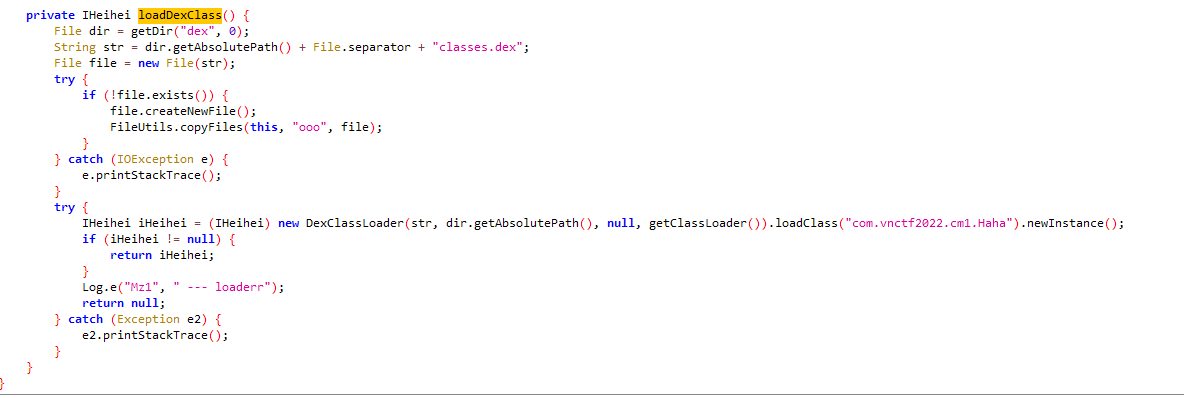 private IHeihei loadDexClass() {
File dir = getDir("dex", 0);
String str = dir.getAbsolutePath() + File.separator + "classes.dex";
File file = new File(str);
try {
if (!file.exists()) {
file.createNewFile();
FileUtils.copyFiles(this, "ooo", file);
}
} catch (IOException e) {
e.printStackTrace();
}
try {
IHeihei iHeihei = (IHeihei) new DexClassLoader(str, dir.getAbsolutePath(), null, getClassLoader()).loadClass("com.vnctf2022.cm1.Haha").newInstance();
if (iHeihei != null) {
return iHeihei;
}
Log.e("Mz1", " --- loaderr");
return null;
} catch (Exception e2) {
e2.printStackTrace();
}
}
}